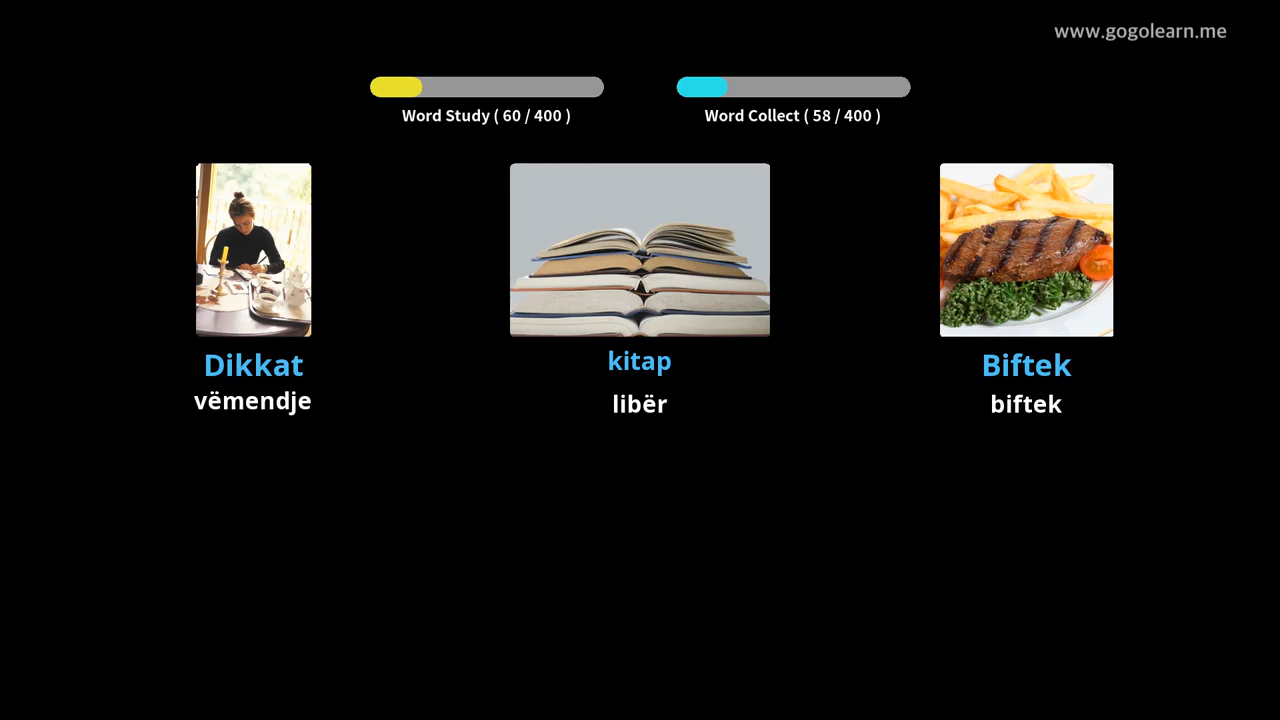 www.gogolearn.me
Word Study ( 60 / 400 )
Word Collect ( 58 / 400 )
Dikkat
vëmendje
kitap
libër
Biftek
biftek